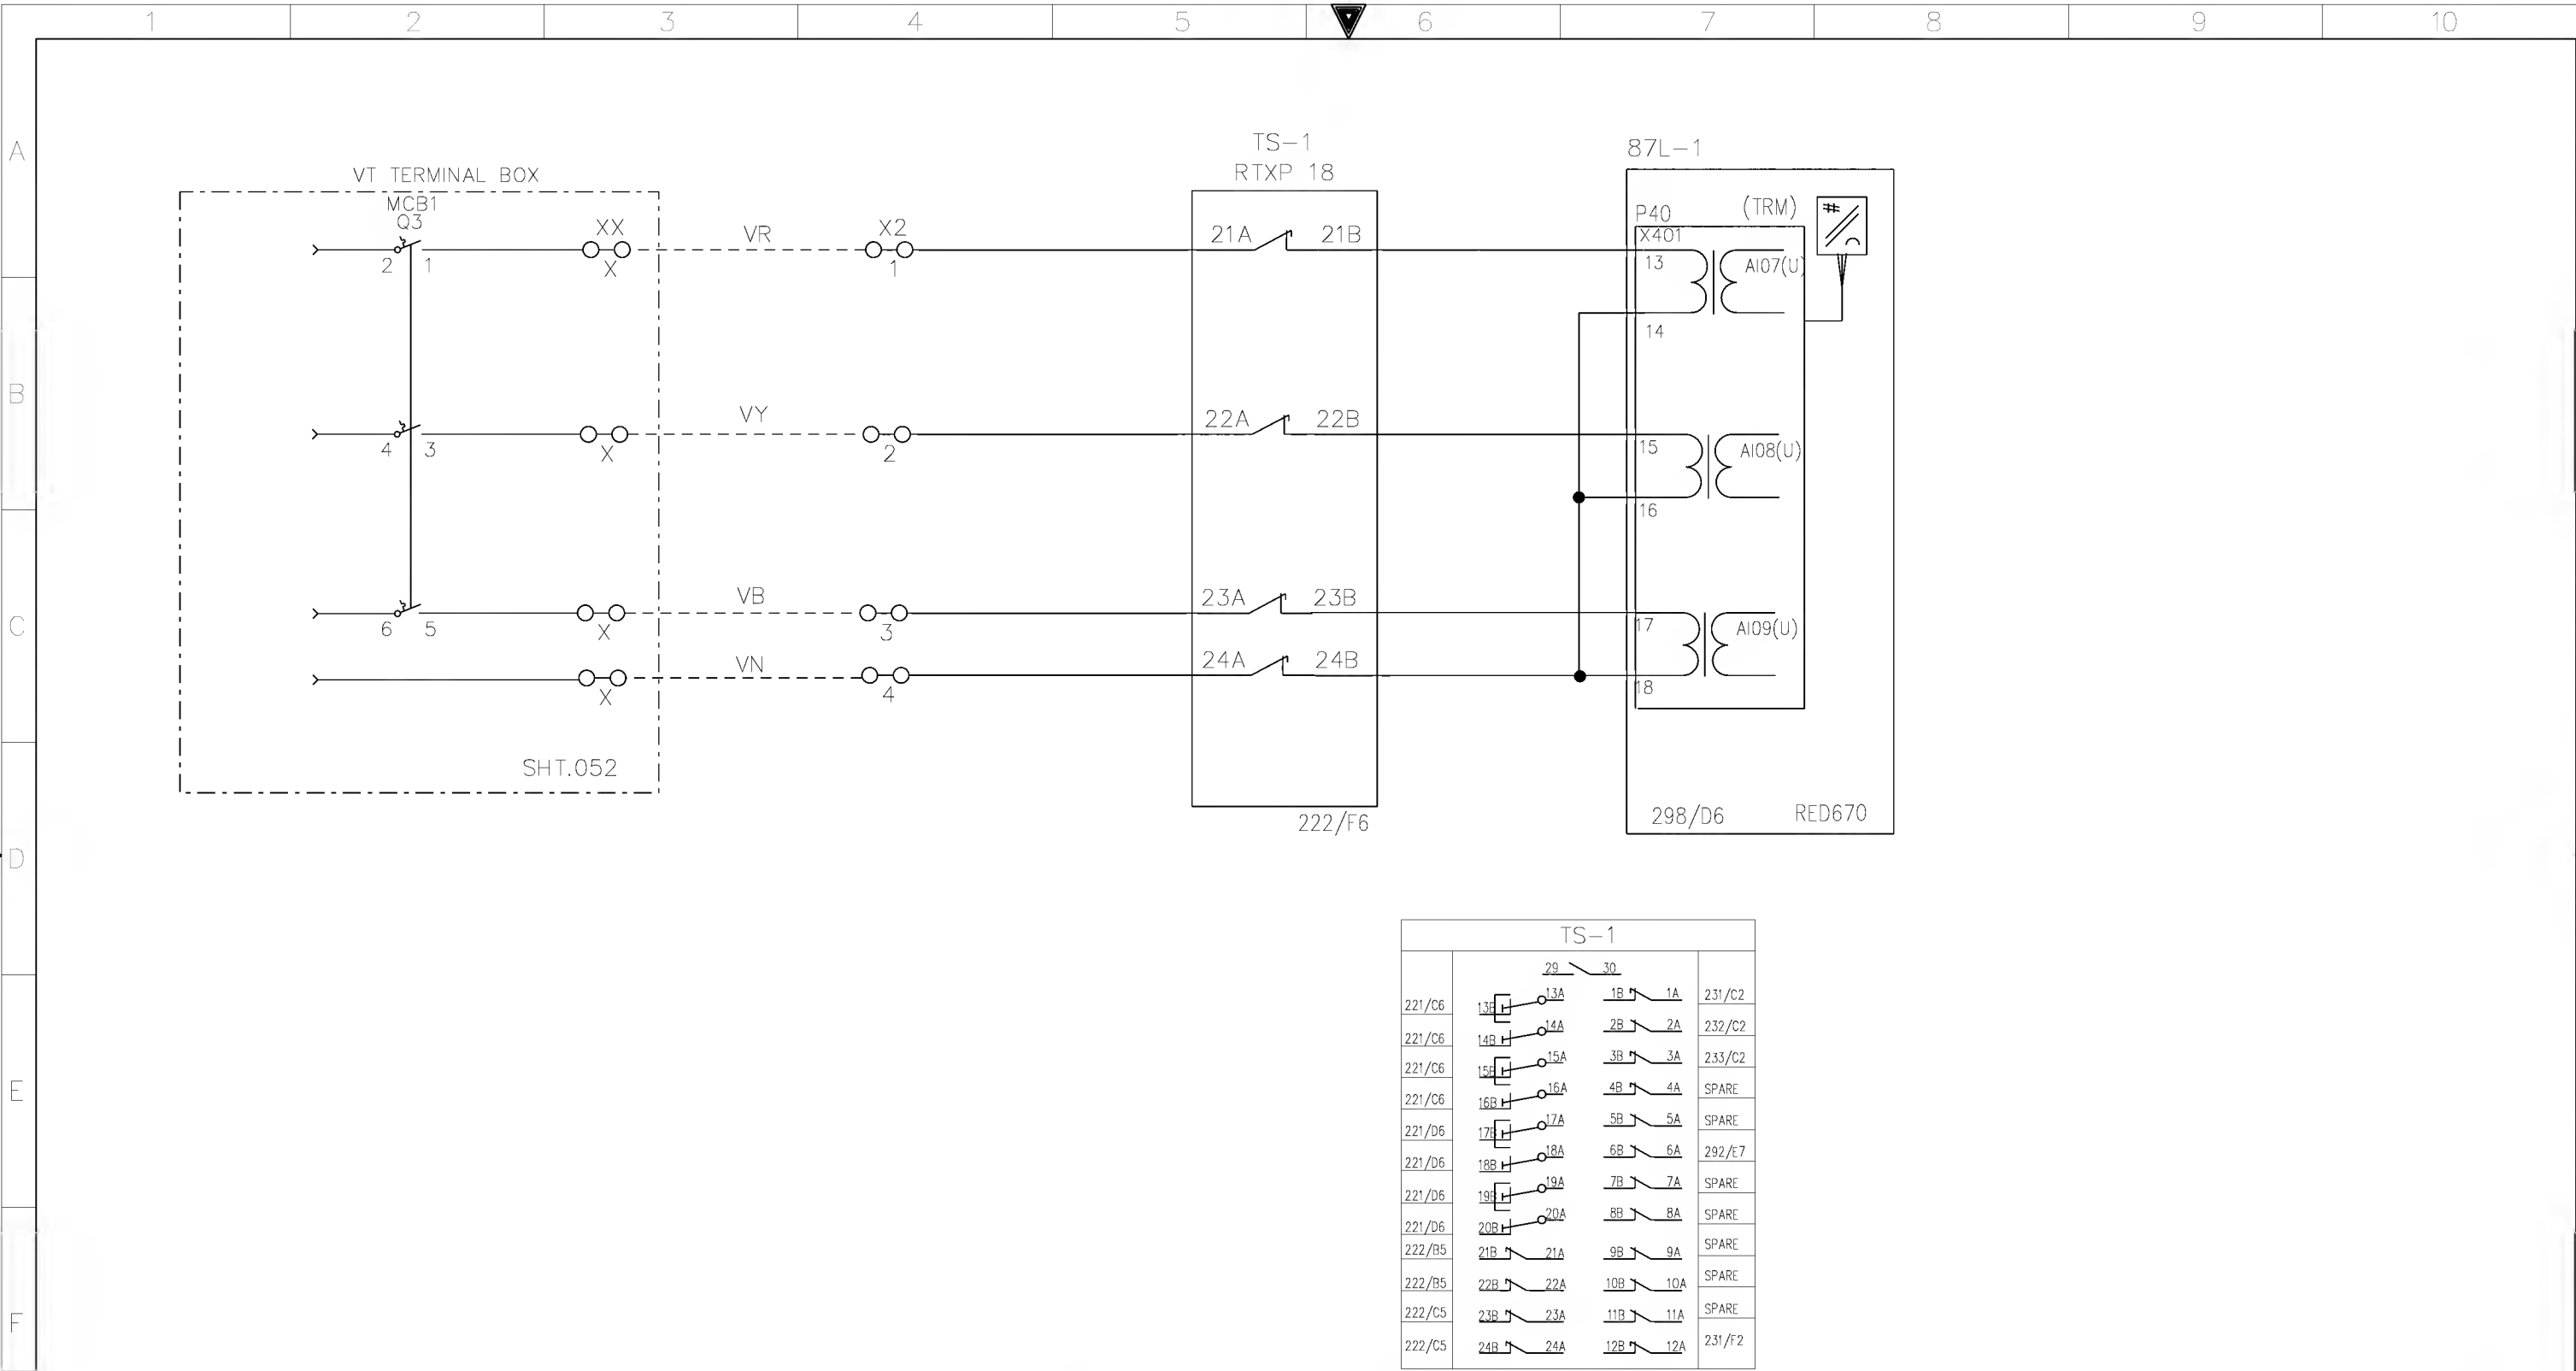 1 2 3 4 5 6 7 8 9 10
A
B
C
D
E
F
VT TERMINAL BOX
MCB1
Q3
2 1
XX
X
VR
X2
1
4 3
X
VY
2
6 5
X
VB
3
X
VN
4
SHT.052
TS-1
RTXP 18
21A 21B
22A 22B
23A 23B
24A 24B
222/F6
87L-1
P40 (TRM)
X401
#
13 AI07(U)
14
15 AI08(U)
16
17 AI09(U)
18
298/D6 RED670
TS-1
29 30
221/C6 13B 13A 1B 1A 231/C2
221/C6 14B 14A 2B 2A 232/C2
221/C6 15B 15A 3B 3A 233/C2
221/C6 16B 16A 4B 4A SPARE
221/D6 17B 17A 5B 5A SPARE
221/D6 18B 18A 6B 6A 292/E7
221/D6 19B 19A 7B 7A SPARE
221/D6 20B 20A 8B 8A SPARE
222/B5 21B 21A 9B 9A SPARE
222/B5 22B 22A 10B 10A SPARE
222/C5 23B 23A 11B 11A SPARE
222/C5 24B 24A 12B 12A 231/F2